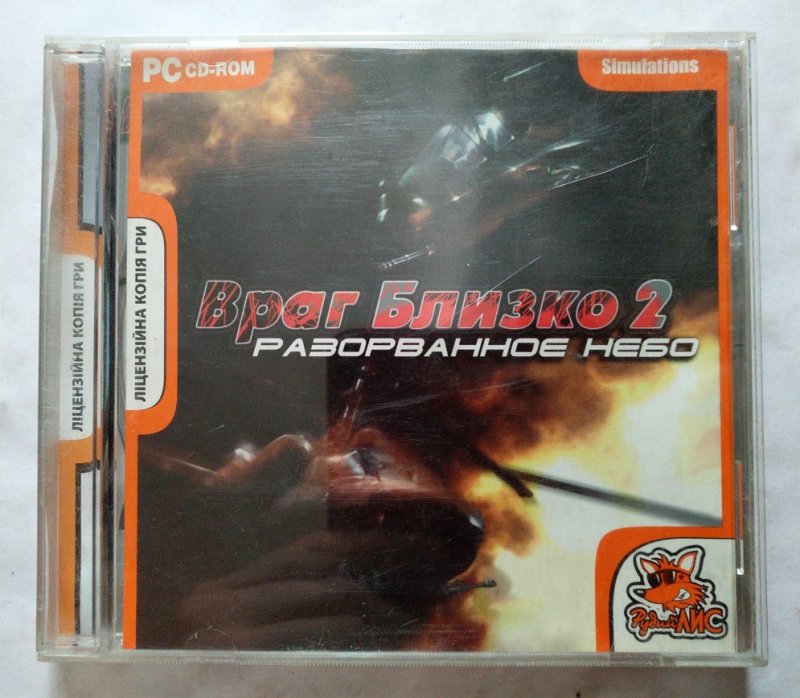 PC CD-ROM
Simulations
ЛІЦЕНЗІЙНА КОПІЯ ГРИ
ЛІЦЕНЗІЙНА КОПІЯ ГРИ
Враг Близко 2
РАЗОРВАННОЕ НЕБО
Рудий ЛИС